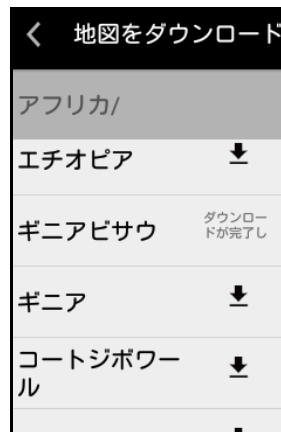 地図をダウンロード
アフリカ/
エチオピア
ギニアビサウ
ダウンロー
ドが完了し
ギニア
コートジボワー
ル